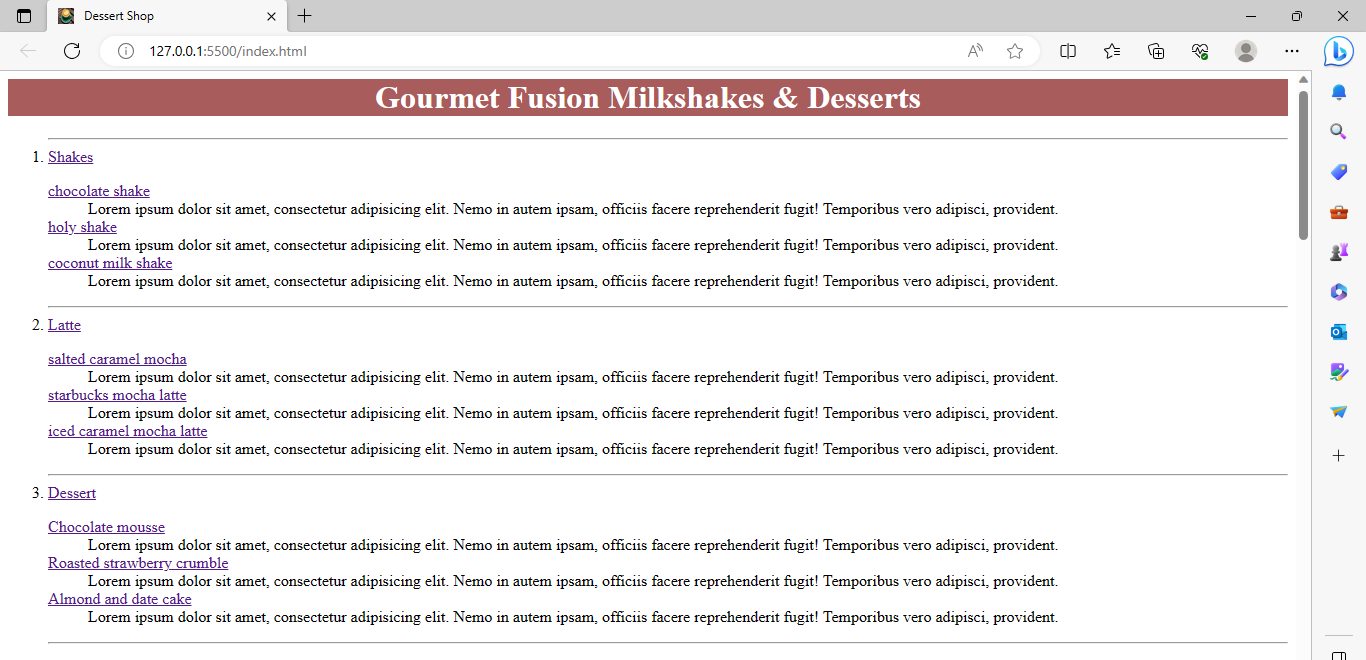 Dessert Shop
127.0.0.1:5500/index.html
Gourmet Fusion Milkshakes & Desserts
1. Shakes
chocolate shake
Lorem ipsum dolor sit amet, consectetur adipisicing elit. Nemo in autem ipsam, officiis facere reprehenderit fugit! Temporibus vero adipisci, provident.
holy shake
Lorem ipsum dolor sit amet, consectetur adipisicing elit. Nemo in autem ipsam, officiis facere reprehenderit fugit! Temporibus vero adipisci, provident.
coconut milk shake
Lorem ipsum dolor sit amet, consectetur adipisicing elit. Nemo in autem ipsam, officiis facere reprehenderit fugit! Temporibus vero adipisci, provident.
2. Latte
salted caramel mocha
Lorem ipsum dolor sit amet, consectetur adipisicing elit. Nemo in autem ipsam, officiis facere reprehenderit fugit! Temporibus vero adipisci, provident.
starbucks mocha latte
Lorem ipsum dolor sit amet, consectetur adipisicing elit. Nemo in autem ipsam, officiis facere reprehenderit fugit! Temporibus vero adipisci, provident.
iced caramel mocha latte
Lorem ipsum dolor sit amet, consectetur adipisicing elit. Nemo in autem ipsam, officiis facere reprehenderit fugit! Temporibus vero adipisci, provident.
3. Dessert
Chocolate mousse
Lorem ipsum dolor sit amet, consectetur adipisicing elit. Nemo in autem ipsam, officiis facere reprehenderit fugit! Temporibus vero adipisci, provident.
Roasted strawberry crumble
Lorem ipsum dolor sit amet, consectetur adipisicing elit. Nemo in autem ipsam, officiis facere reprehenderit fugit! Temporibus vero adipisci, provident.
Almond and date cake
Lorem ipsum dolor sit amet, consectetur adipisicing elit. Nemo in autem ipsam, officiis facere reprehenderit fugit! Temporibus vero adipisci, provident.